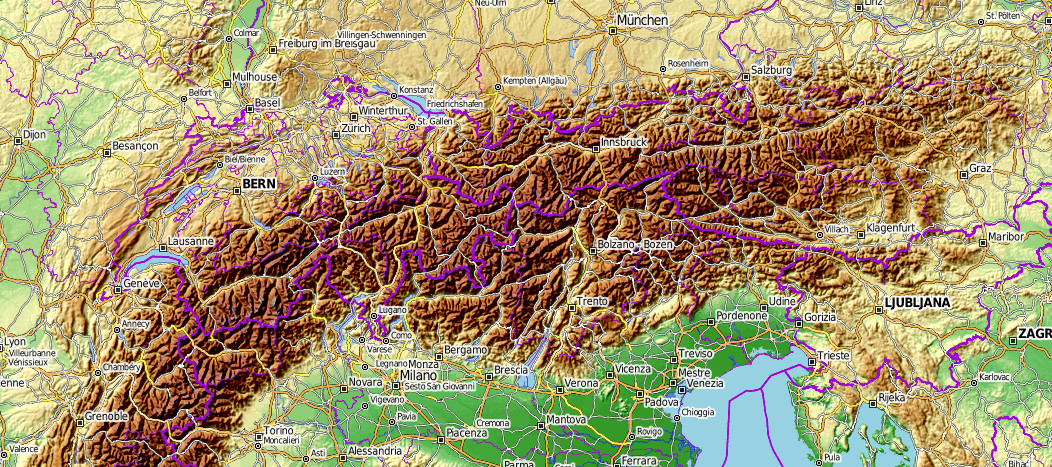 Neu-Ulm
Linz
München
St. Pölten
Colmar
Villingen-Schwenningen
Freiburg im Breisgau
Rosenheim
Salzburg
Mulhouse
Kempten (Allgäu)
Belfort
Konstanz
Basel
Friedrichshafen
Winterthur
St. Gallen
Dijon
Zürich
Besançon
Innsbruck
Biel/Bienne
Luzern
Graz
BERN
Villach
Klagenfurt
Maribor
Lausanne
Bolzano - Bozen
Genève
Trento
LJUBLJANA
Udine
Lugano
Pordenone
Gorizia
Annecy
Como
ZAGR
Lyon
Varese
Bergamo
Treviso
Trieste
Villeurbanne
Vénissieux
Legnano
Monza
Vicenza
Chambéry
Brescia
Mestre
Milano
Venezia
enne
Novara
Sesto San Giovanni
Verona
Karlovac
Vigevano
Padova
Rijeka
Grenoble
Pavia
Chioggia
Cremona
Mantova
Torino
Piacenza
Rovigo
Moncalieri
Valence
Alessandria
Asti
Pula
Parma
Ferrara
Bihać